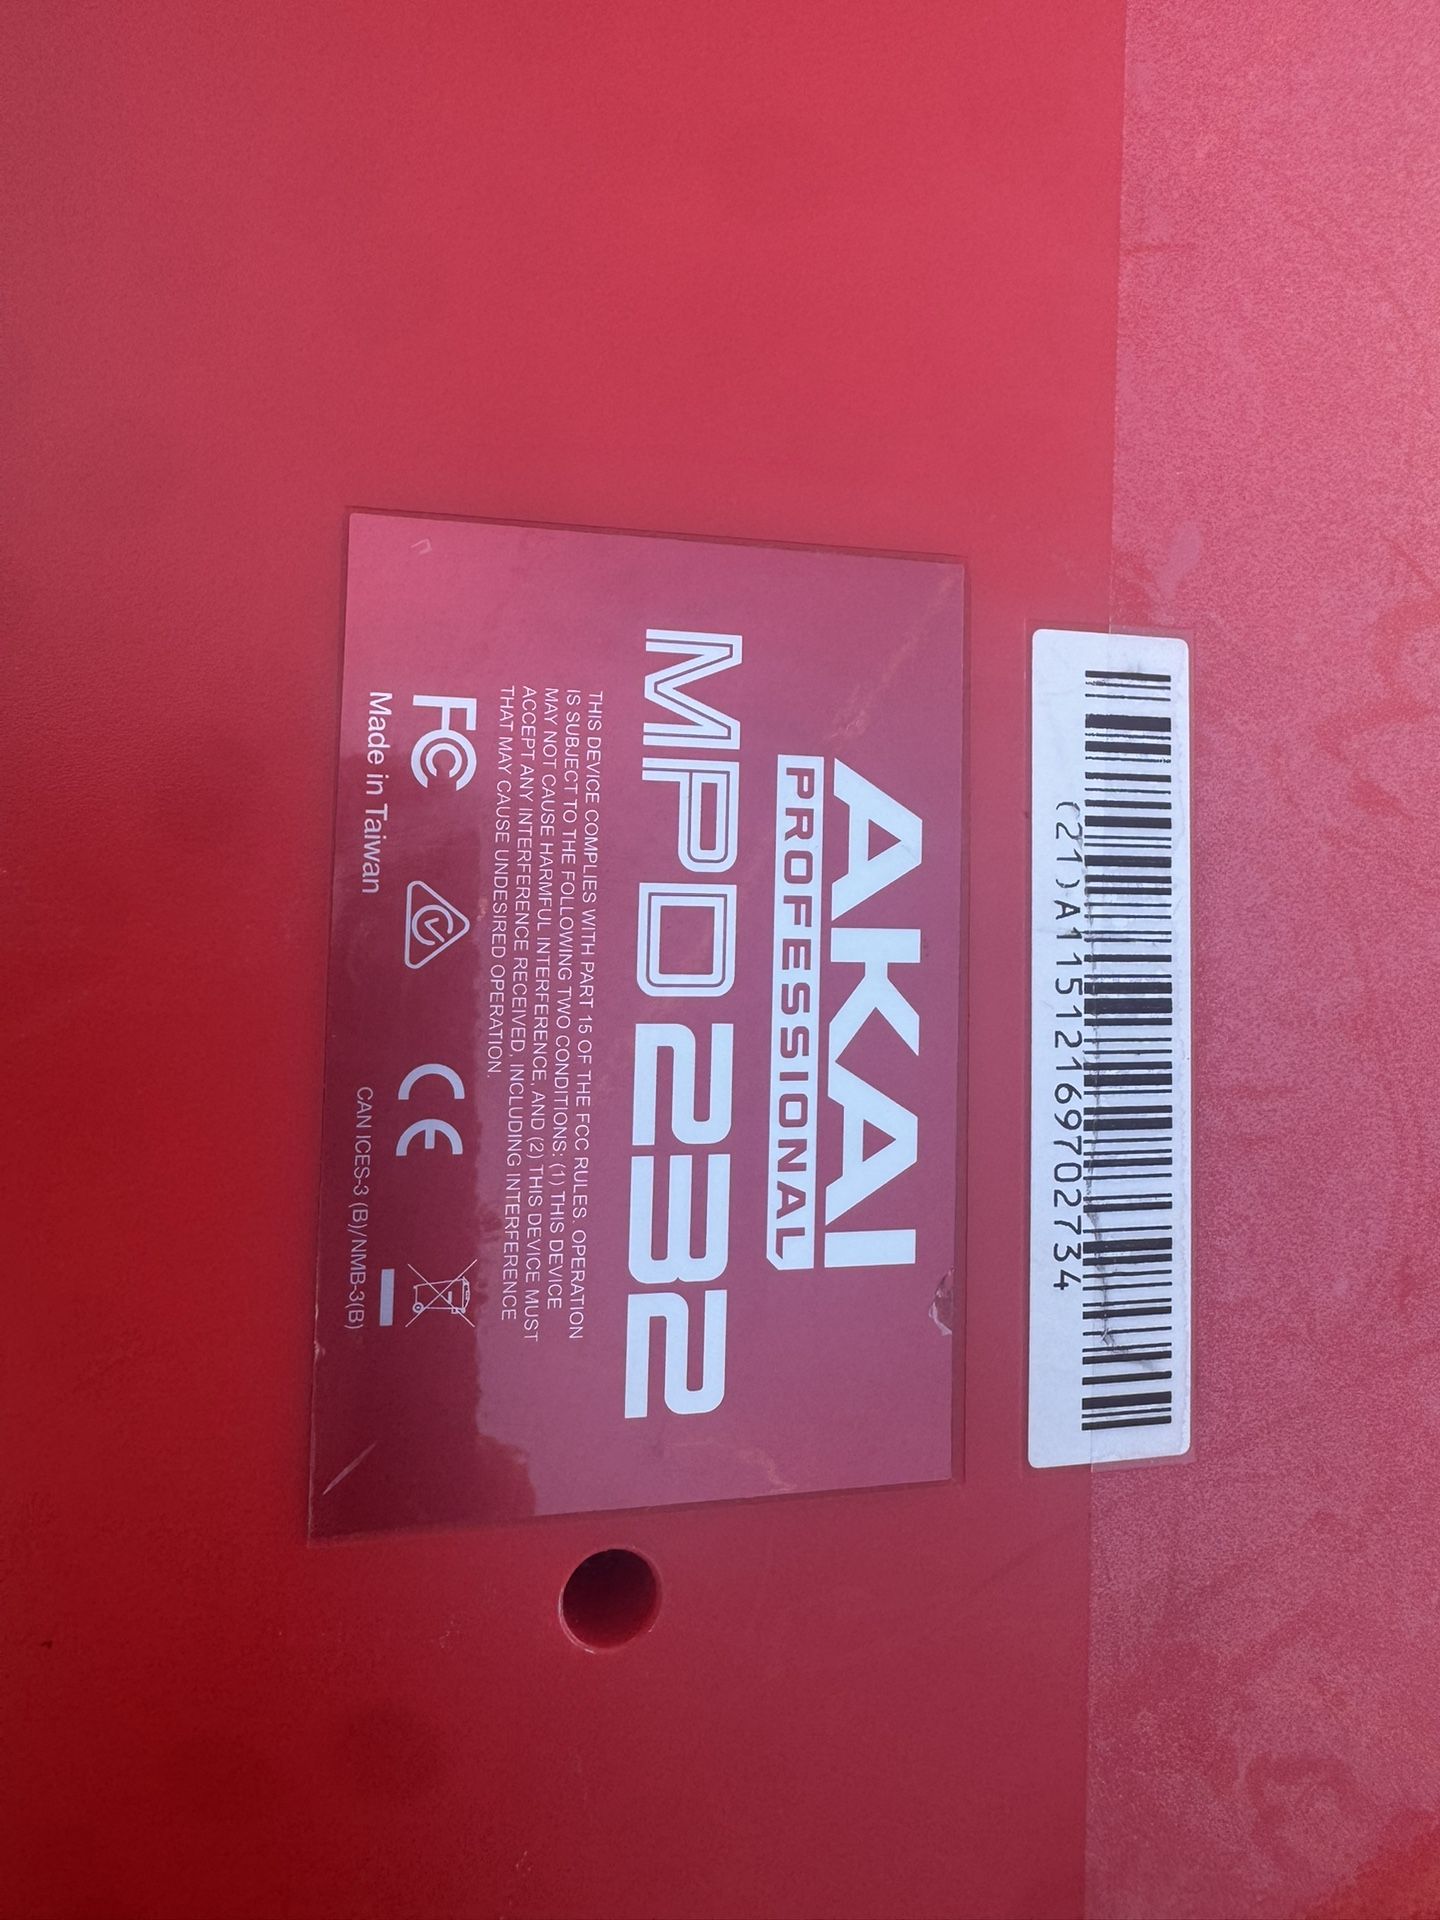 (21)A11512169702734
AKAI
PROFESSIONAL
MPD232
THIS DEVICE COMPLIES WITH PART 15 OF THE FCC RULES. OPERATION
IS SUBJECT TO THE FOLLOWING TWO CONDITIONS: (1) THIS DEVICE
MAY NOT CAUSE HARMFUL INTERFERENCE, AND (2) THIS DEVICE MUST
ACCEPT ANY INTERFERENCE RECEIVED, INCLUDING INTERFERENCE
THAT MAY CAUSE UNDESIRED OPERATION.
FC CE
Made in Taiwan CAN ICES-3 (B)/NMB-3(B)